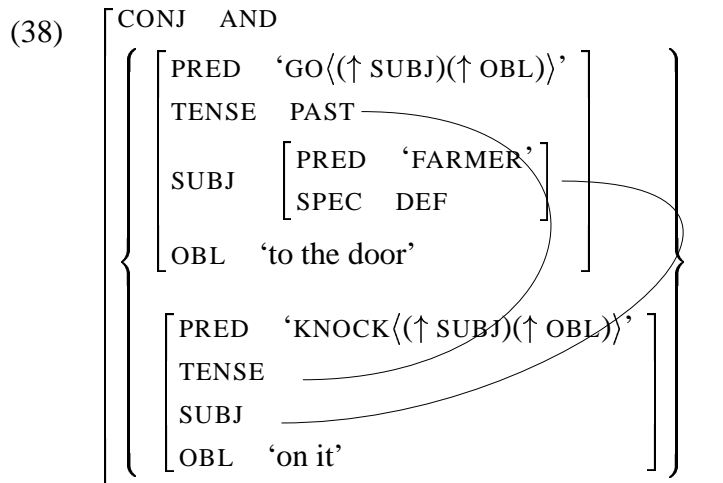 (38) CONJ AND
PRED ‘GO⟨(↑ SUBJ)(↑ OBL)⟩’
TENSE PAST
SUBJ
PRED ‘FARMER’
SPEC DEF
OBL ‘to the door’
PRED ‘KNOCK⟨(↑ SUBJ)(↑ OBL)⟩’
TENSE
SUBJ
OBL ‘on it’